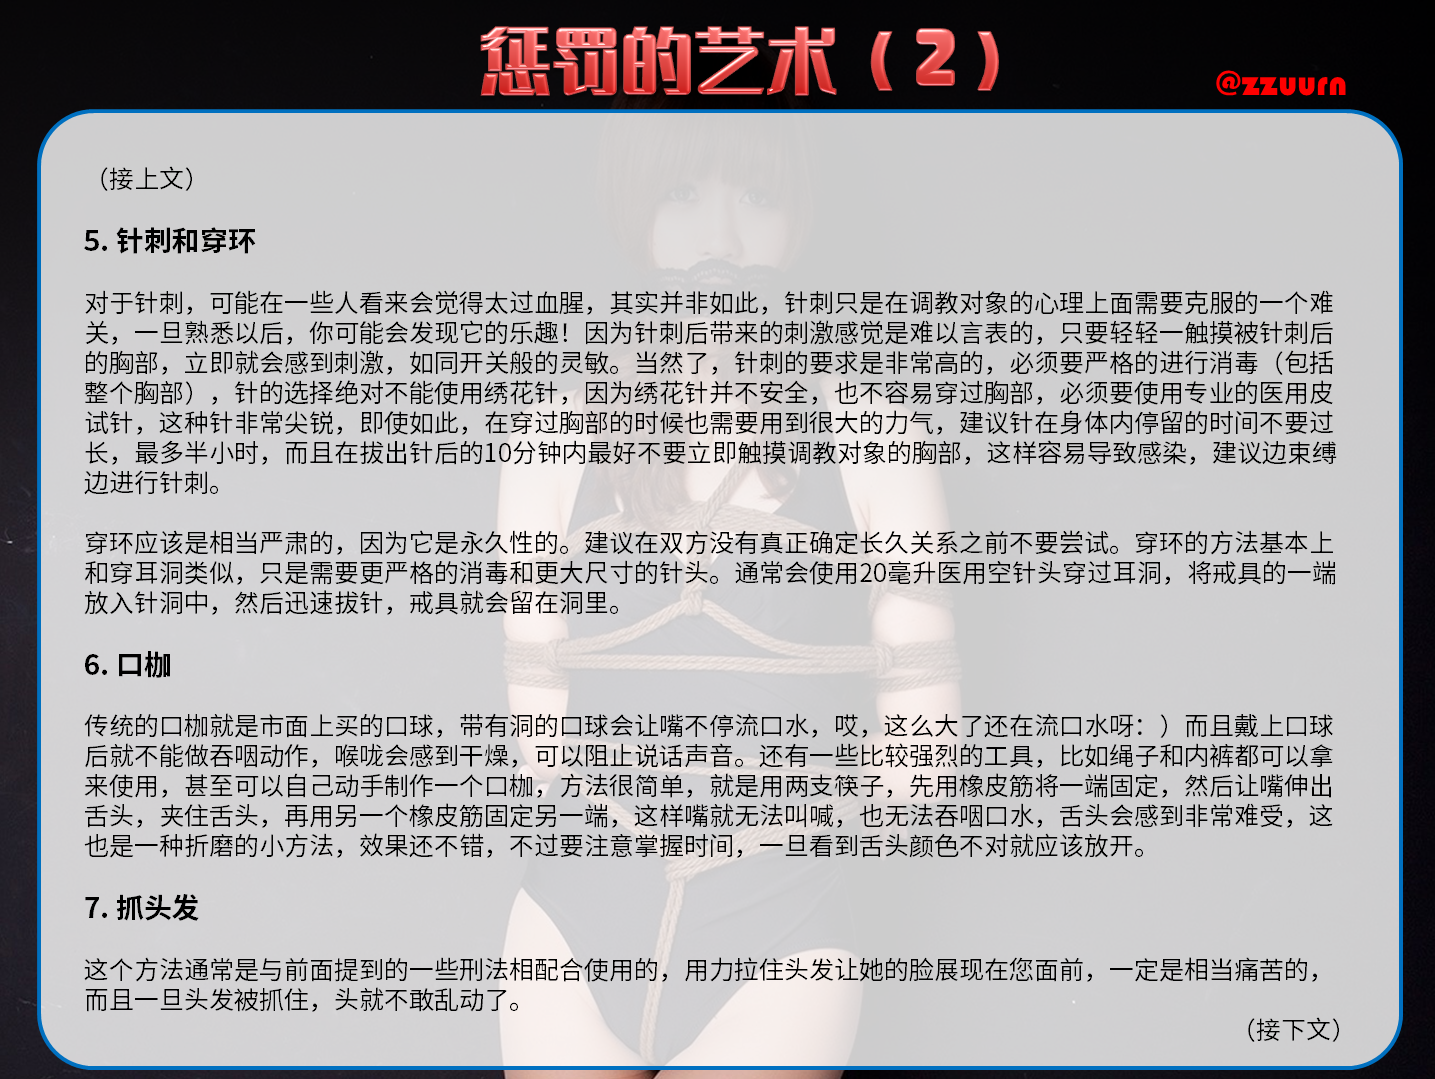 惩罚的艺术（2）
@zzuurn
（接上文）
5. 针刺和穿环
对于针刺，可能在一些人看来会觉得太过血腥，其实并非如此，针刺只是在调教对象的心理上面需要克服的一个难
关，一旦熟悉以后，你可能会发现它的乐趣！因为针刺后带来的刺激感觉是难以言表的，只要轻轻一触摸被针刺后
的胸部，立即就会感到刺激，如同开关般的灵敏。当然了，针刺的要求是非常高的，必须要严格的进行消毒（包括
整个胸部），针的选择绝对不能使用绣花针，因为绣花针并不安全，也不容易穿过胸部，必须要使用专业的医用皮
试针，这种针非常尖锐，即使如此，在穿过胸部的时候也需要用到很大的力气，建议针在身体内停留的时间不要过
长，最多半小时，而且在拔出针后的10分钟内最好不要立即触摸调教对象的胸部，这样容易导致感染，建议边束缚
边进行针刺。
穿环应该是相当严肃的，因为它是永久性的。建议在双方没有真正确定长久关系之前不要尝试。穿环的方法基本上
和穿耳洞类似，只是需要更严格的消毒和更大尺寸的针头。通常会使用20毫升医用空针头穿过耳洞，将戒具的一端
放入针洞中，然后迅速拔针，戒具就会留在洞里。
6. 口枷
传统的口枷就是市面上买的口球，带有洞的口球会让嘴不停流口水，哎，这么大了还在流口水呀：）而且戴上口球
后就不能做吞咽动作，喉咙会感到干燥，可以阻止说话声音。还有一些比较强烈的工具，比如绳子和内裤都可以拿
来使用，甚至可以自己动手制作一个口枷，方法很简单，就是用两支筷子，先用橡皮筋将一端固定，然后让嘴伸出
舌头，夹住舌头，再用另一个橡皮筋固定另一端，这样嘴就无法叫喊，也无法吞咽口水，舌头会感到非常难受，这
也是一种折磨的小方法，效果还不错，不过要注意掌握时间，一旦看到舌头颜色不对就应该放开。
7. 抓头发
这个方法通常是与前面提到的一些刑法相配合使用的，用力拉住头发让她的脸展现在您面前，一定是相当痛苦的，
而且一旦头发被抓住，头就不敢乱动了。
（接下文）